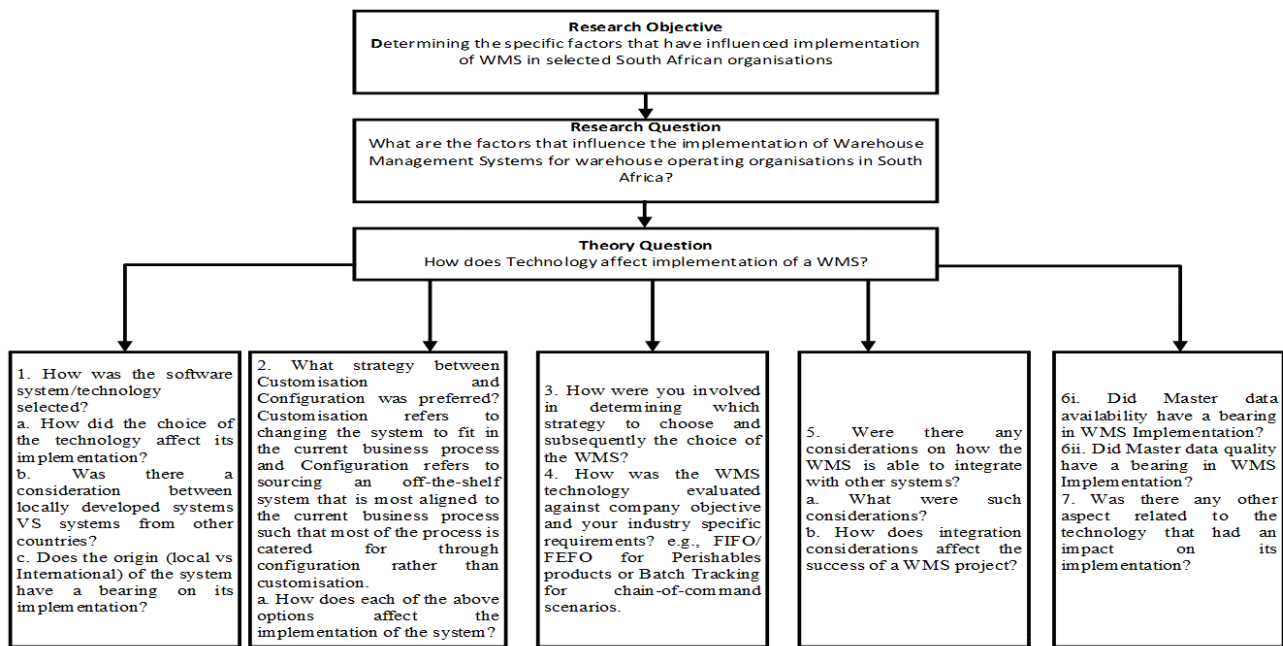 Research Objective
Determining the specific factors that have influenced implementation
of WMS in selected South African organisations
Research Question
What are the factors that influence the implementation of Warehouse
Management Systems for warehouse operating organisations in South
Africa?
Theory Question
How does Technology affect implementation of a WMS?
1. How was the software
system/technology
selected?
a. How did the choice of
the technology affect its
implementation?
b. Was there a
consideration between
locally developed systems
VS systems from other
countries?
c. Does the origin (local vs
International) of the system
have a bearing on its
implementation?
2. What strategy between
Customisation and
Configuration was preferred?
Customisation refers to
changing the system to fit in
the current business process
and Configuration refers to
sourcing an off-the-shelf
system that is most aligned to
the current business process
such that most of the process is
catered for through
configuration rather than
customisation.
a. How does each of the above
options affect the
implementation of the system?
3. How were you involved
in determining which
strategy to choose and
subsequently the choice of
the WMS?
4. How was the WMS
technology evaluated
against company objective
and your industry specific
requirements? e.g., FIFO/
FEFO for Perishables
products or Batch Tracking
for chain-of-command
scenarios.
5. Were there any
considerations on how the
WMS is able to integrate
with other systems?
a. What were such
considerations?
b. How does integration
considerations affect the
success of a WMS project?
6i. Did Master data
availability have a bearing
in WMS Implementation?
6ii. Did Master data quality
have a bearing in WMS
Implementation?
7. Was there any other
aspect related to the
technology that had an
impact on its
implementation?